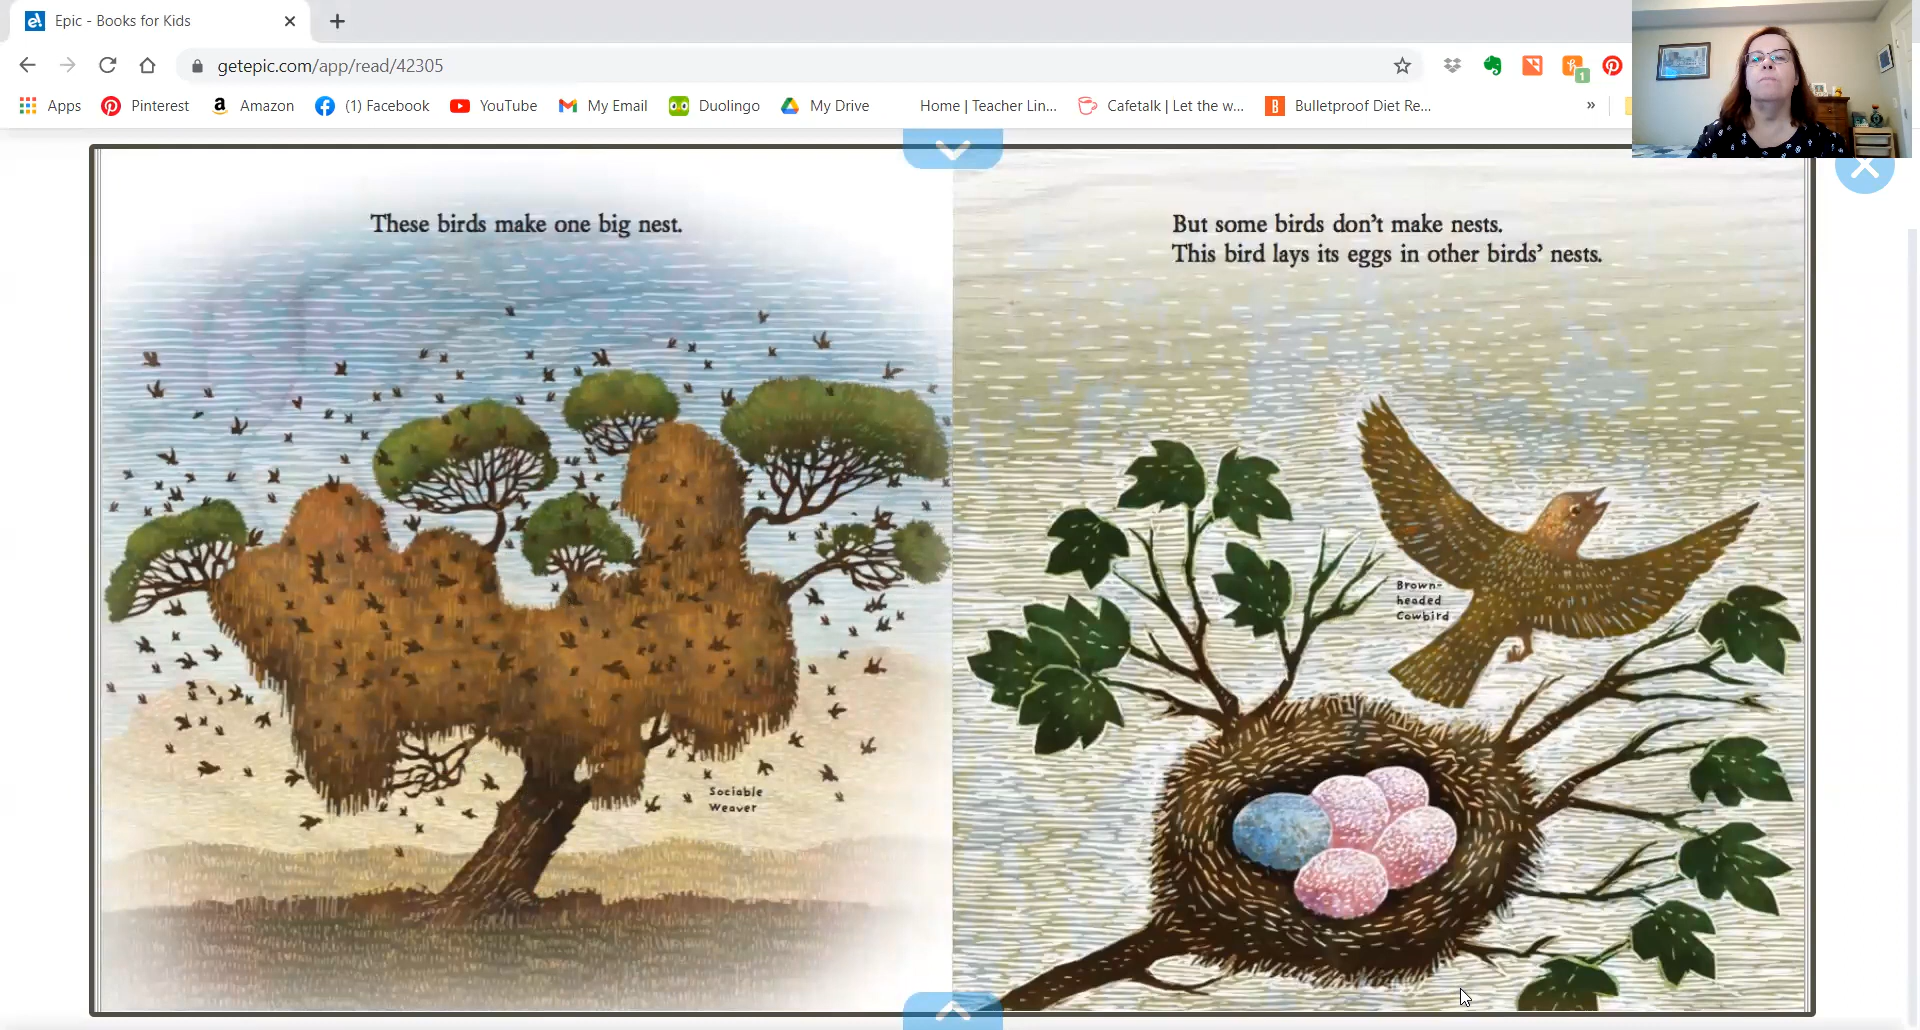 Epic - Books for Kids
getepic.com/app/read/42305
1
Apps
Pinterest
Amazon
(1) Facebook
YouTube
My Email
Duolingo
My Drive
Home | Teacher Lin...
Cafetalk | Let the w...
Bulletproof Diet Re...
»
These birds make one big nest.
Sociable
Weaver
But some birds don't make nests.
This bird lays its eggs in other birds' nests.
Brown-
headed
Cowbird